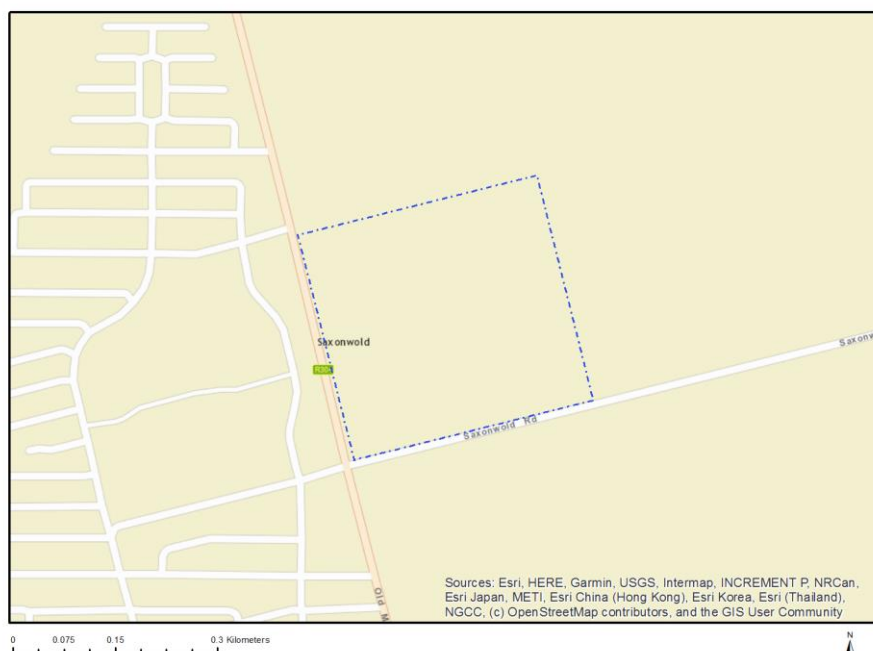 Saxonwold
Saxonw
Saxonwold Rd
Old M
Sources: Esri, HERE, Garmin, USGS, Intermap, INCREMENT P, NRCan,
Esri Japan, METI, Esri China (Hong Kong), Esri Korea, Esri (Thailand),
NGCC, (c) OpenStreetMap contributors, and the GIS User Community
0 0.075 0.15 0.3 Kilometers
N